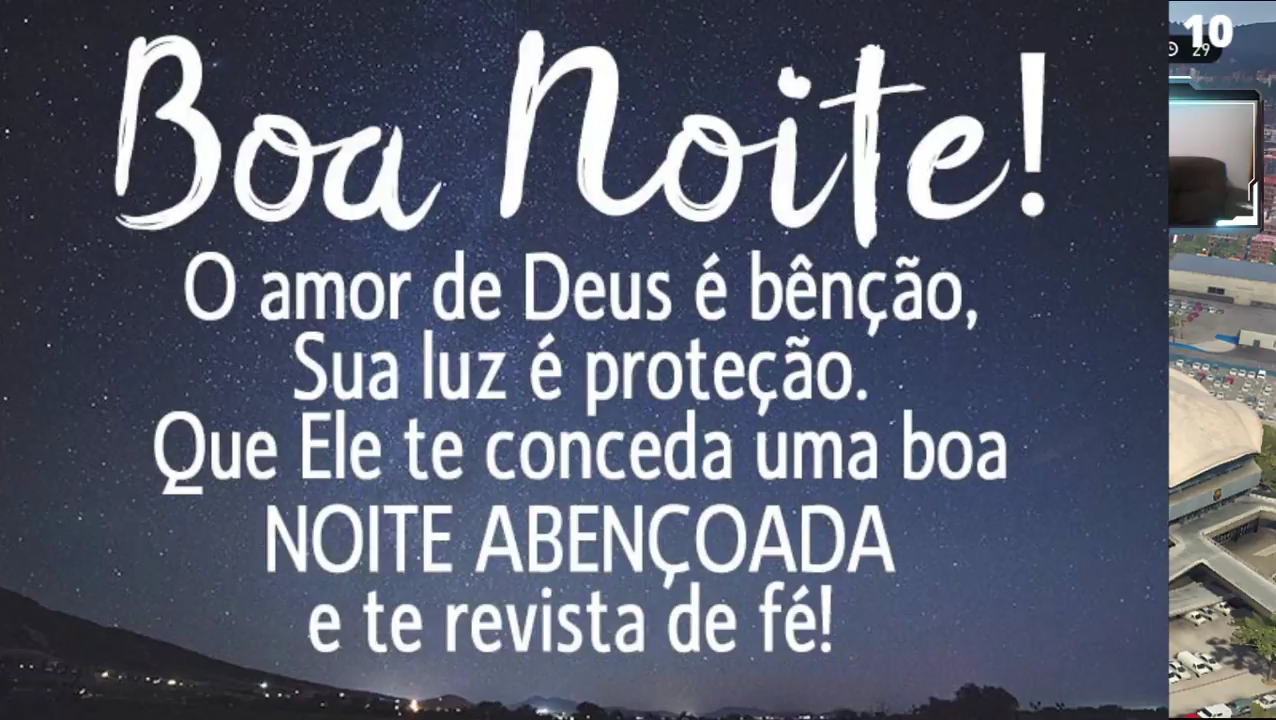 Boa Noite!
O amor de Deus é bênção,
Sua luz é proteção.
Que Ele te conceda uma boa
NOITE ABENÇOADA
e te revista de fé!
10
29